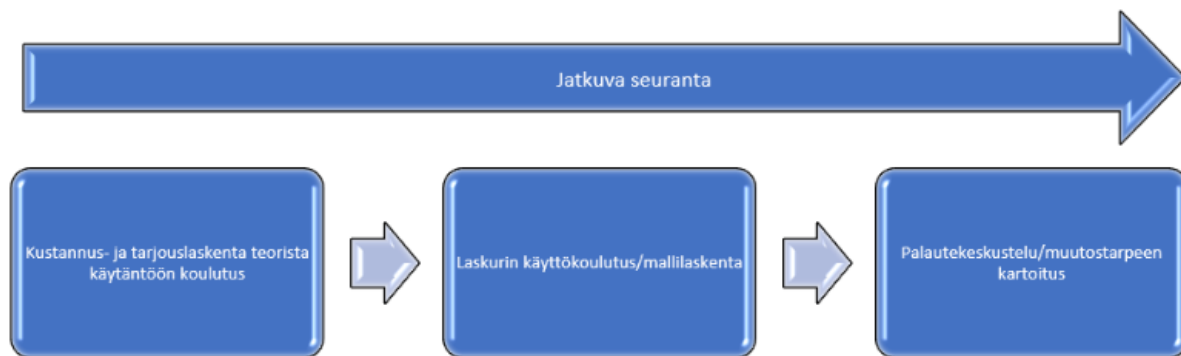 Jatkuva seuranta
Kustannus- ja tarjouslaskenta teorista
käytäntöön koulutus
Laskurin käyttökoulutus/mallilaskenta
Palautekeskustelu/muutostarpeen
kartoitus